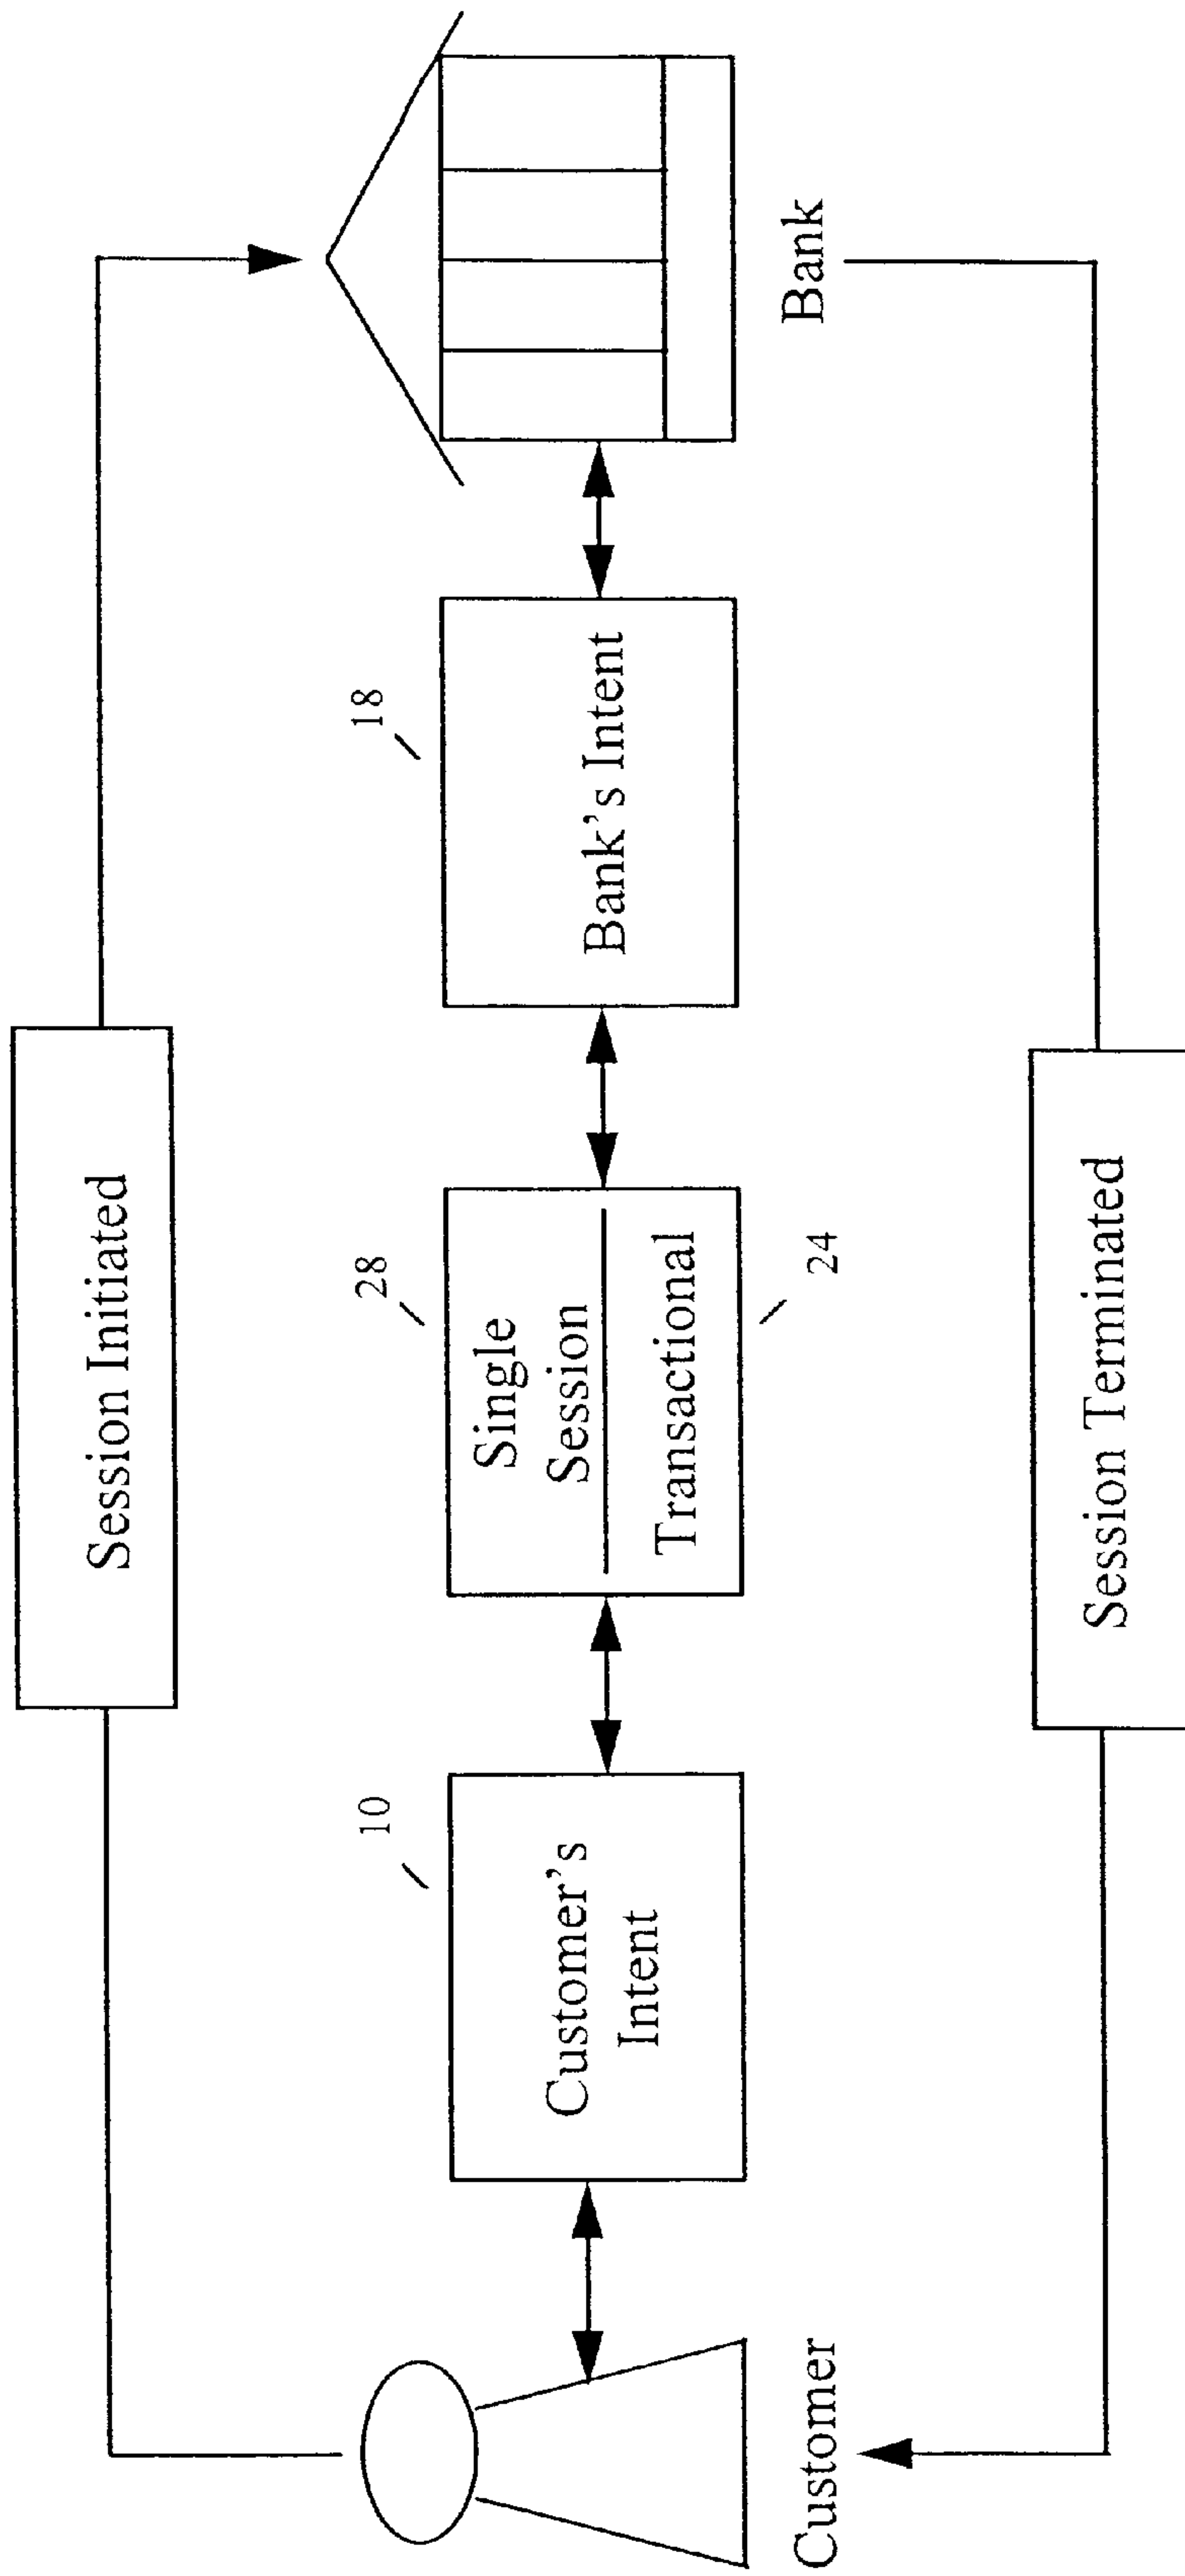 Session Initiated
10
28
18
Customer's
Intent
Single
Session
Transactional
Bank's Intent
24
Customer
Bank
Session Terminated